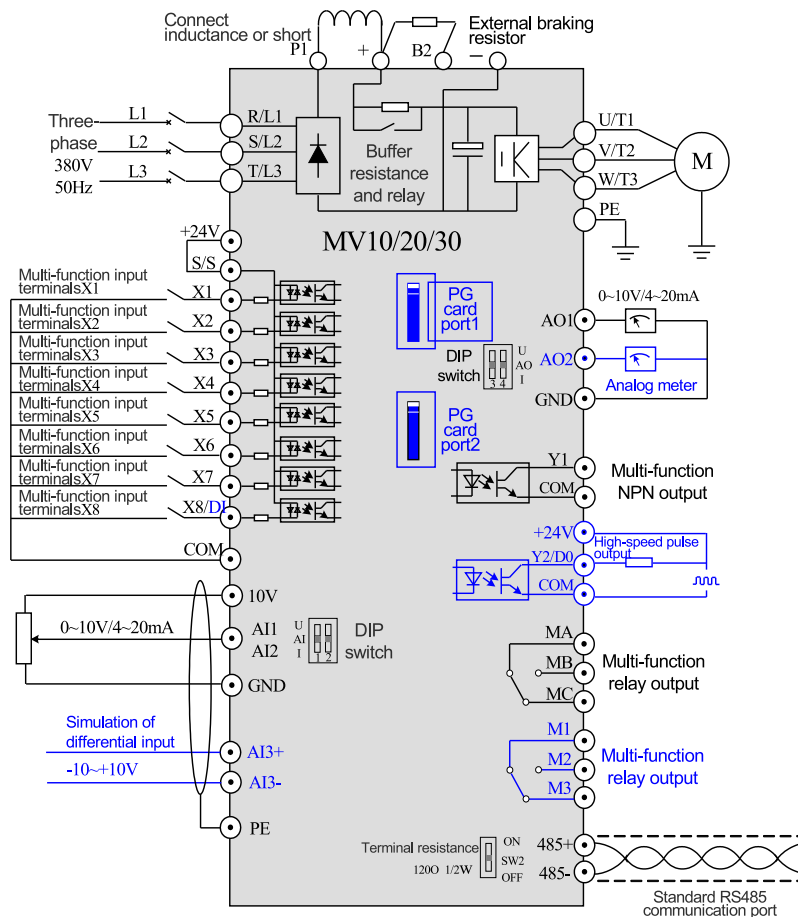 Connect
inductance or short
P1
+
B2
−
External braking
resistor
Three-
phase
380V
50Hz
L1
L2
L3
R/L1
S/L2
T/L3
Buffer
resistance
and relay
U/T1
V/T2
W/T3
PE
M
MV10/20/30
+24V
S/S
Multi-function input
terminalsX1
X1
Multi-function input
terminalsX2
X2
Multi-function input
terminalsX3
X3
Multi-function input
terminalsX4
X4
Multi-function input
terminalsX5
X5
Multi-function input
terminalsX6
X6
Multi-function input
terminalsX7
X7
Multi-function input
terminalsX8
X8/DI
COM
PG
card
port1
DIP
switch
3 4
U
AO
I
PG
card
port2
0~10V/4~20mA
AO1
AO2
Analog meter
GND
Y1
COM
Multi-function
NPN output
+24V
High-speed pulse
output
Y2/D0
COM
10V
0~10V/4~20mA
AI1
AI2
U
AI
I
1 2
DIP
switch
GND
MA
MB
MC
Multi-function
relay output
M1
M2
M3
Multi-function
relay output
Simulation of
differential input
-10~+10V
AI3+
AI3-
PE
Terminal resistance
120O 1/2W
ON
SW2
OFF
485+
485-
Standard RS485
communication port